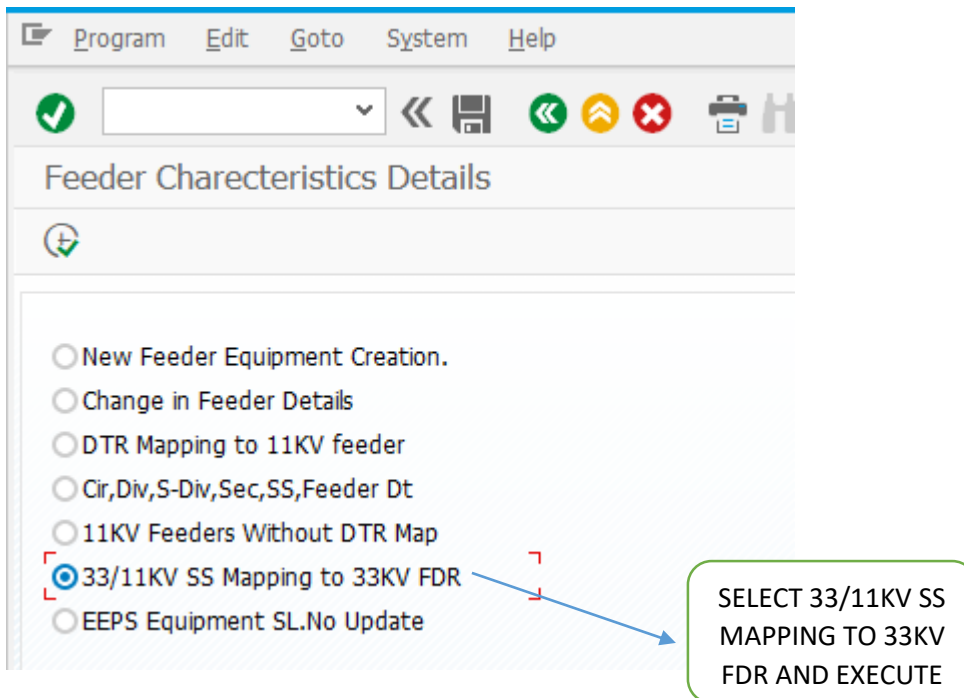 Program Edit Goto System Help
Feeder Charecteristics Details
New Feeder Equipment Creation.
Change in Feeder Details
DTR Mapping to 11KV feeder
Cir,Div,S-Div,Sec,SS,Feeder Dt
11KV Feeders Without DTR Map
33/11KV SS Mapping to 33KV FDR
EEPS Equipment SL.No Update
SELECT 33/11KV SS
MAPPING TO 33KV
FDR AND EXECUTE